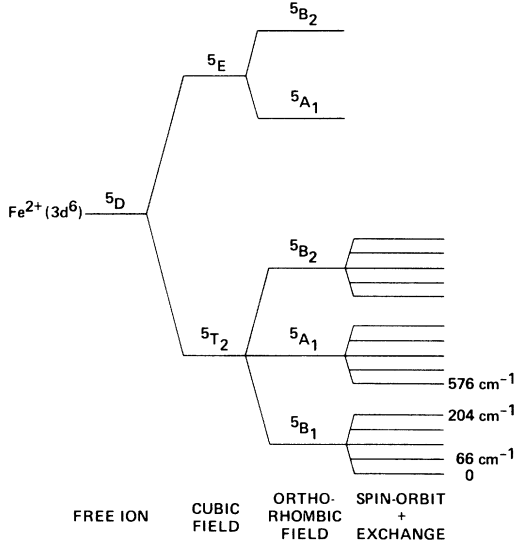 ⁵B₂
⁵E
⁵A₁
Fe²⁺ (3d⁶)
⁵D
⁵B₂
⁵T₂
⁵A₁
576 cm⁻¹
204 cm⁻¹
⁵B₁
66 cm⁻¹
0
FREE ION
CUBIC
FIELD
ORTHO-
RHOMBIC
FIELD
SPIN-ORBIT
+
EXCHANGE